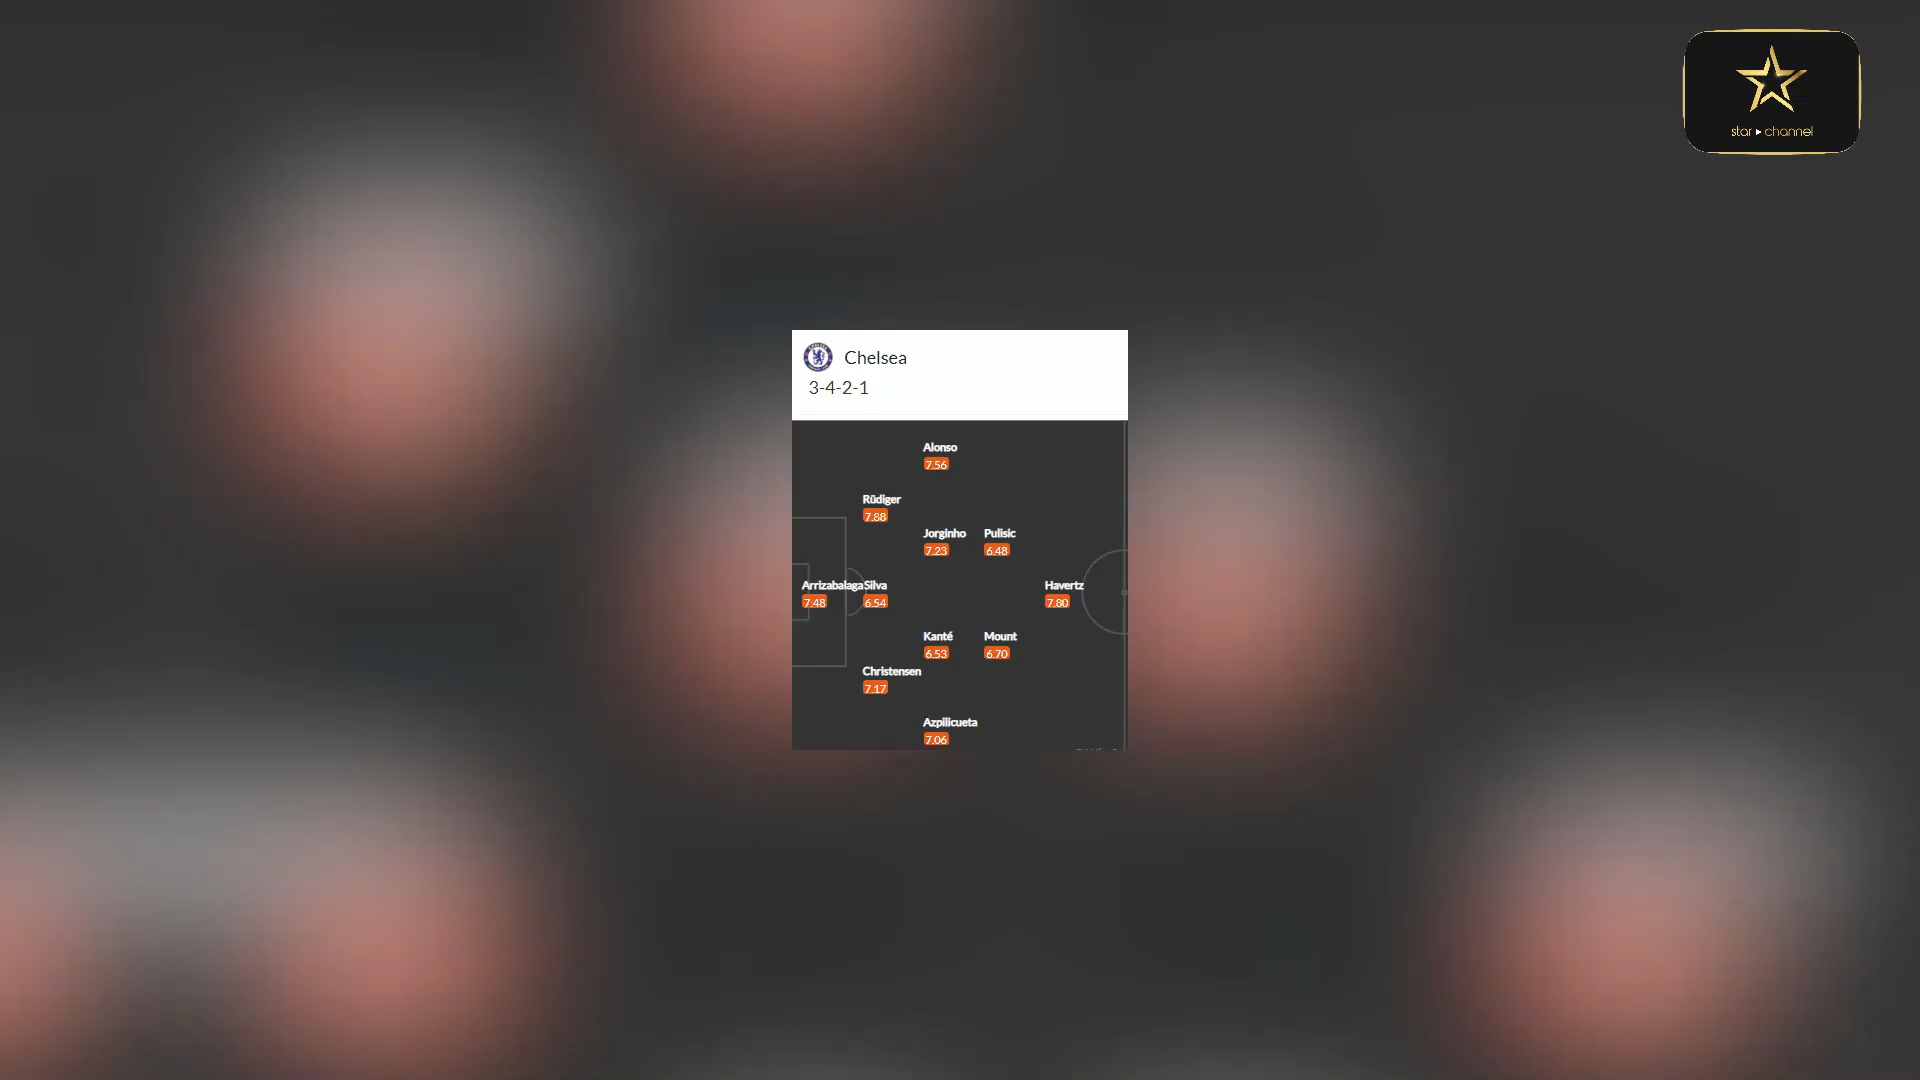 star channel
Chelsea
3-4-2-1
Alonso
7.56
Rüdiger
7.88
Jorginho Pulisic
7.23 6.48
Arrizabalaga Silva Havertz
7.48 6.54 7.80
Kanté Mount
6.53 6.70
Christensen
7.17
Azpilicueta
7.06